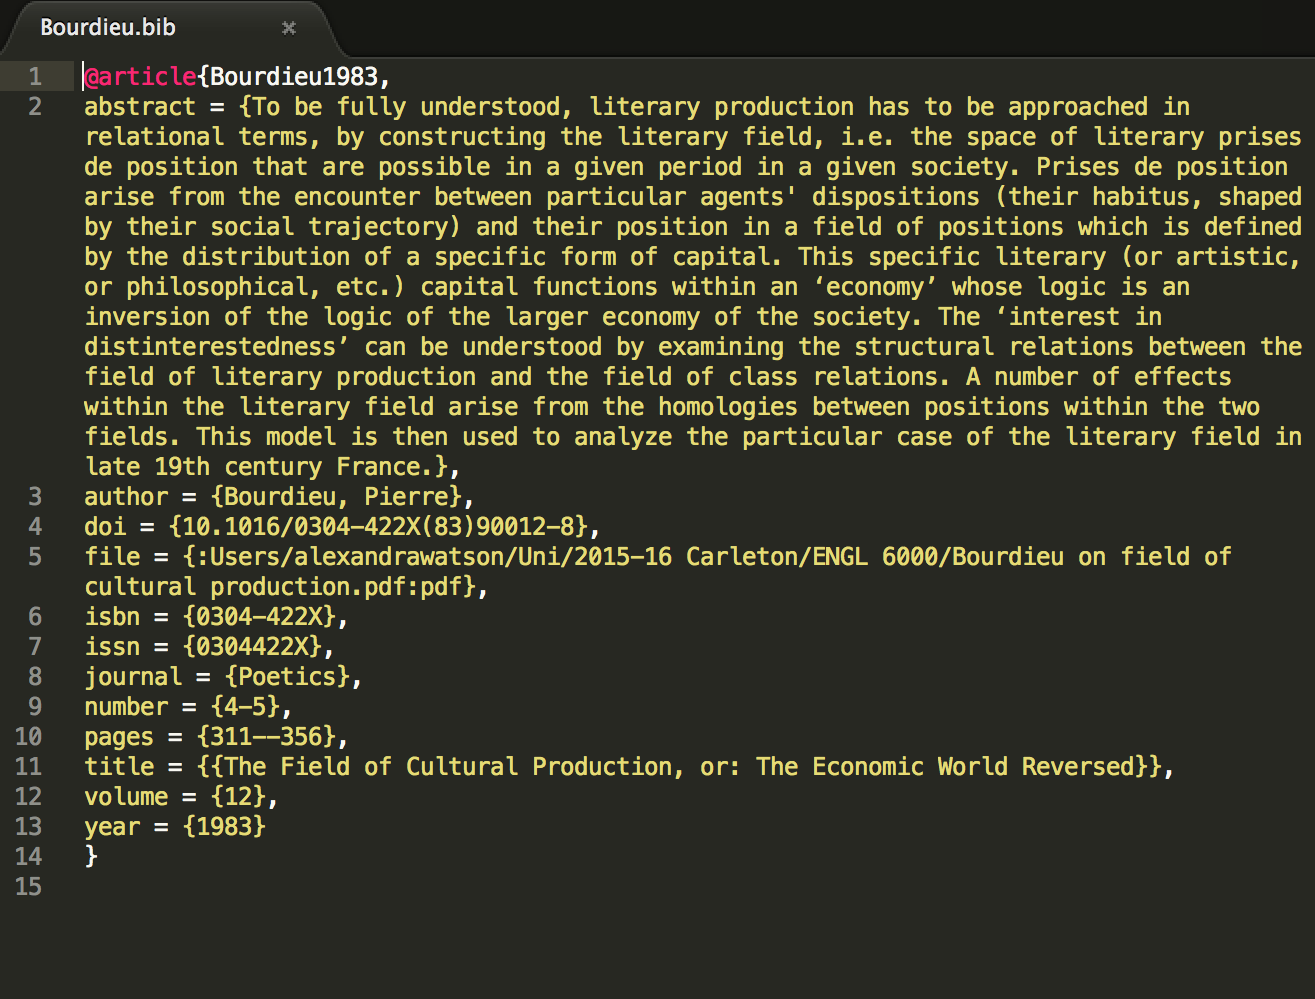 Bourdieu.bib ×
1 @article{Bourdieu1983,
2 abstract = {To be fully understood, literary production has to be approached in
relational terms, by constructing the literary field, i.e. the space of literary prises
de position that are possible in a given period in a given society. Prises de position
arise from the encounter between particular agents' dispositions (their habitus, shaped
by their social trajectory) and their position in a field of positions which is defined
by the distribution of a specific form of capital. This specific literary (or artistic,
or philosophical, etc.) capital functions within an ‘economy’ whose logic is an
inversion of the logic of the larger economy of the society. The ‘interest in
distinterestedness’ can be understood by examining the structural relations between the
field of literary production and the field of class relations. A number of effects
within the literary field arise from the homologies between positions within the two
fields. This model is then used to analyze the particular case of the literary field in
late 19th century France.},
3 author = {Bourdieu, Pierre},
4 doi = {10.1016/0304-422X(83)90012-8},
5 file = {:Users/alexandrawatson/Uni/2015-16 Carleton/ENGL 6000/Bourdieu on field of
cultural production.pdf:pdf},
6 isbn = {0304-422X},
7 issn = {0304422X},
8 journal = {Poetics},
9 number = {4-5},
10 pages = {311--356},
11 title = {{The Field of Cultural Production, or: The Economic World Reversed}},
12 volume = {12},
13 year = {1983}
14 }
15